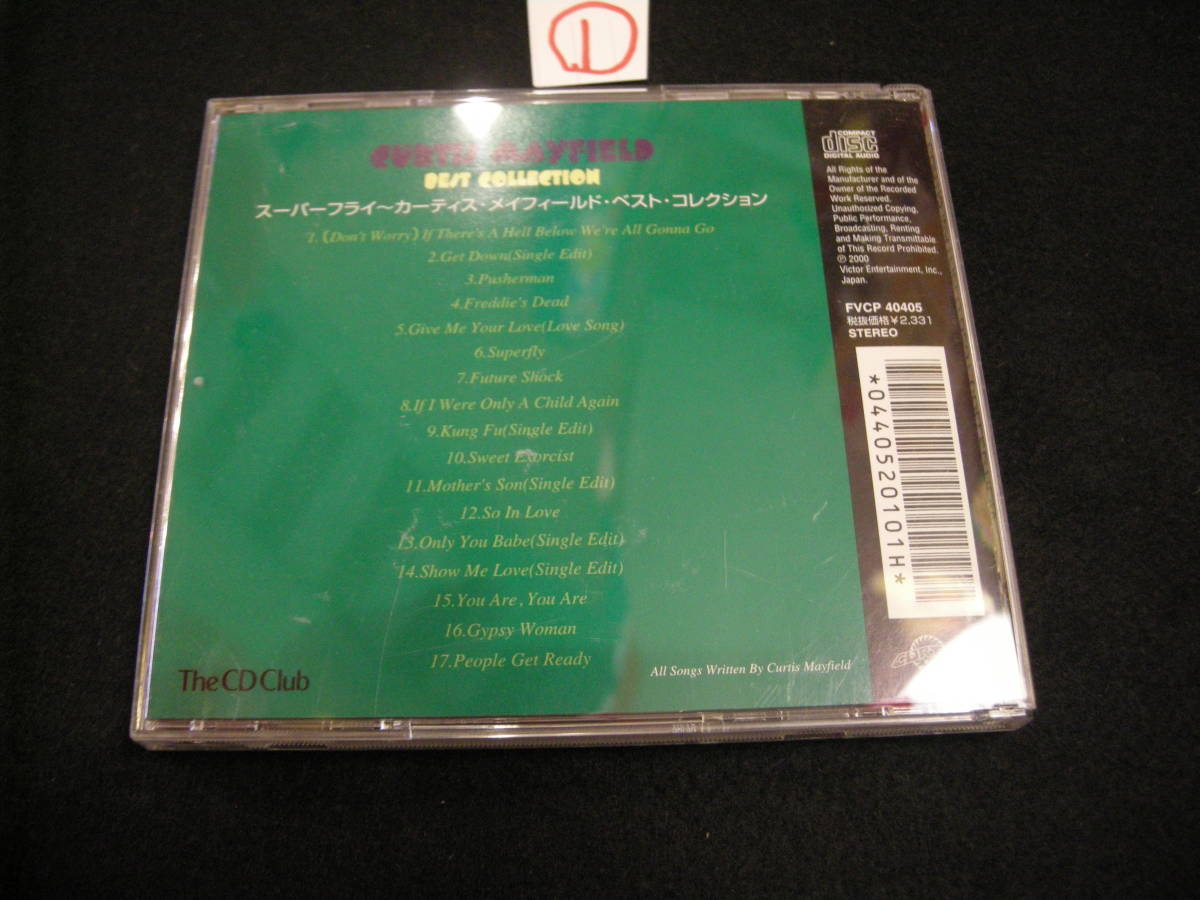 1
CURTIS MAYFIELD
BEST COLLECTION
スーパーフライ～カーティス・メイフィールド・ベスト・コレクション
1.(Don't Worry)If There's A Hell Below We're All Gonna Go
2.Get Down(Single Edit)
3.Pusherman
4.Freddie's Dead
5.Give Me Your Love(Love Song)
6.Superfly
7.Future Shock
8.If I Were Only A Child Again
9.Kung Fu(Single Edit)
10.Sweet Exorcist
11.Mother's Son(Single Edit)
12.So In Love
13.Only You Babe(Single Edit)
14.Show Me Love(Single Edit)
15.You Are, You Are
16.Gypsy Woman
17.People Get Ready
The CD Club
All Songs Written By Curtis Mayfield
COMPACT
disc
DIGITAL AUDIO
All Rights of the
Manufacturer and of the
Owner of the Recorded
Work Reserved.
Unauthorized Copying,
Public Performance,
Broadcasting, Renting
and Making Transmittable
of This Record Prohibited.
℗ 2000
Victor Entertainment, Inc.,
Japan.
FVCP 40405
税抜価格¥2,331
STEREO
*0440520101H*